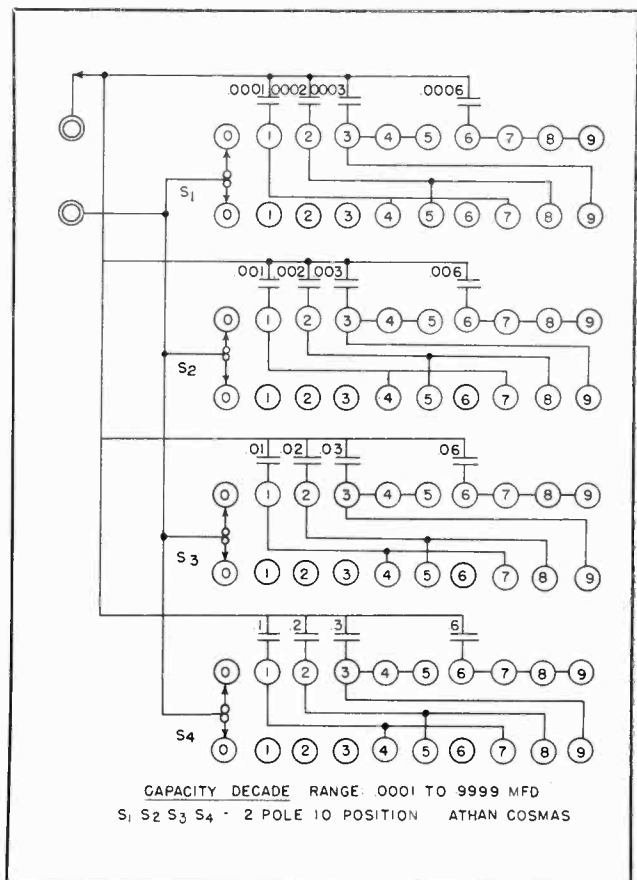 .0001 .0002 .0003 .0006
0 1 2 3 4 5 6 7 8 9
S1
0 1 2 3 4 5 6 7 8 9
.001 .002 .003 .006
0 1 2 3 4 5 6 7 8 9
S2
0 1 2 3 4 5 6 7 8 9
.01 .02 .03 .06
0 1 2 3 4 5 6 7 8 9
S3
0 1 2 3 4 5 6 7 8 9
.1 .2 .3 .6
0 1 2 3 4 5 6 7 8 9
S4
0 1 2 3 4 5 6 7 8 9
CAPACITY DECADE RANGE: .0001 TO .9999 MFD
S1 S2 S3 S4 - 2 POLE 10 POSITION ATHAN COSMAS